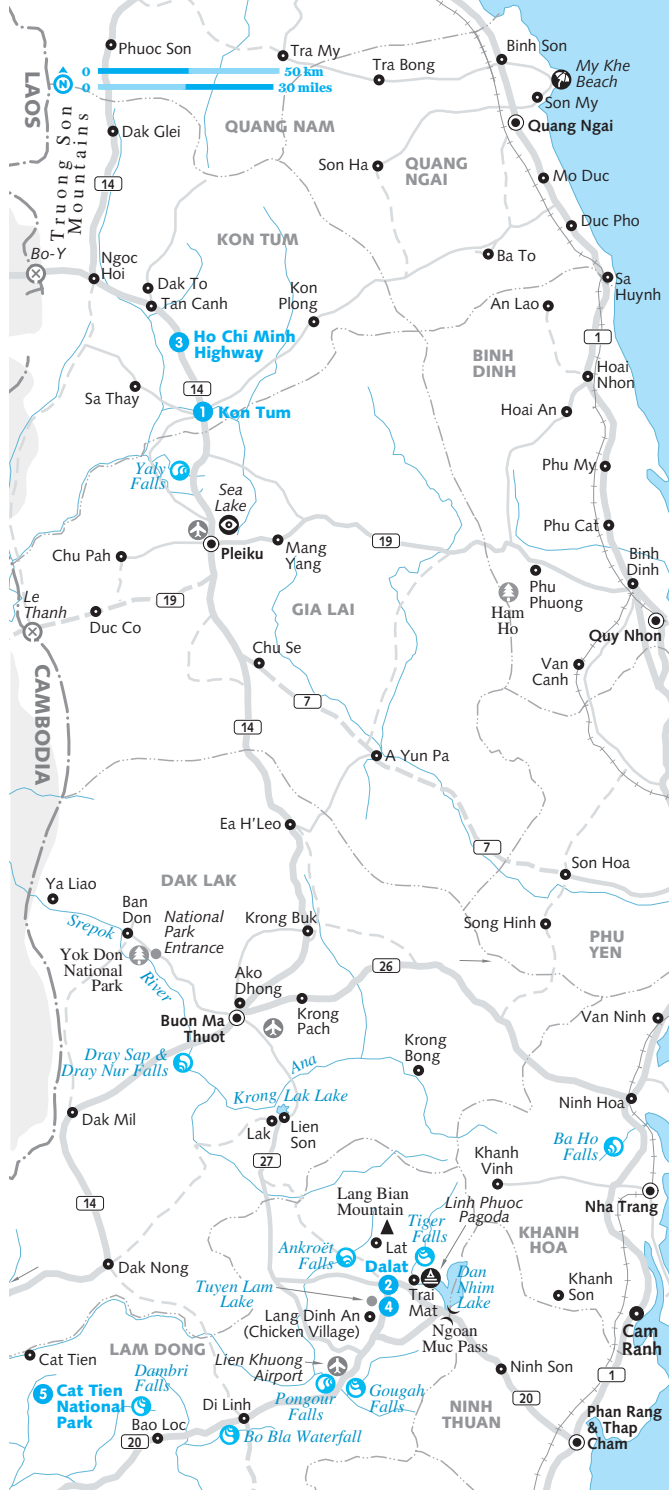 Phuoc Son
Tra My
Binh Son
Tra Bong
My Khe
Beach
0 50 km
0 30 miles
N
LAOS
Truong Son
Mountains
Son My
Quang Ngai
QUANG NAM
Dak Glei
Son Ha
QUANG
NGAI
14
Mo Duc
Duc Pho
KON TUM
Bo-Y
Ngoc
Hoi
Ba To
Sa
Huynh
Dak To
Tan Canh
Kon
Plong
An Lao
3 Ho Chi Minh
Highway
1
BINH
DINH
Hoai
Nhon
14
Sa Thay
1 Kon Tum
Hoai An
Yaly
Falls
Phu My
Sea
Lake
Phu Cat
Pleiku
Mang
Yang
19
Chu Pah
Binh
Dinh
Le
Thanh
19
Phu
Phuong
Duc Co
GIA LAI
Ham
Ho
Quy Nhon
CAMBODIA
Chu Se
Van
Canh
7
14
A Yun Pa
Ea H'Leo
7
Son Hoa
DAK LAK
Ya Liao
Ban
Don
National
Park
Entrance
Krong Buk
Song Hinh
PHU
YEN
Srepok
River
Yok Don
National
Park
26
Ako
Dhong
Krong
Pach
Buon Ma
Thuot
Van Ninh
Dray Sap &
Dray Nur Falls
Ana
Krong
Bong
Krong Lak Lake
Ninh Hoa
Dak Mil
Lak
Lien
Son
Ba Ho
Falls
27
Khanh
Vinh
14
Lang Bian
Mountain
Linh Phuoc
Pagoda
Nha Trang
Tiger
Falls
KHANH
HOA
Ankroët
Falls
Lat
Dalat
2
Dak Nong
Dan
Nhim
Lake
Tuyen Lam
Lake
4
Trai
Mat
Khanh
Son
Lang Dinh An
(Chicken Village)
Ngoan
Muc Pass
Cam
Ranh
LAM DONG
Cat Tien
Lien Khuong
Airport
Dambri
Falls
Ninh Son
1
5 Cat Tien
National
Park
Pongour
Falls
Gougah
Falls
20
Di Linh
NINH
THUAN
Phan Rang
& Thap
Cham
Bao Loc
20
Bo Bla Waterfall